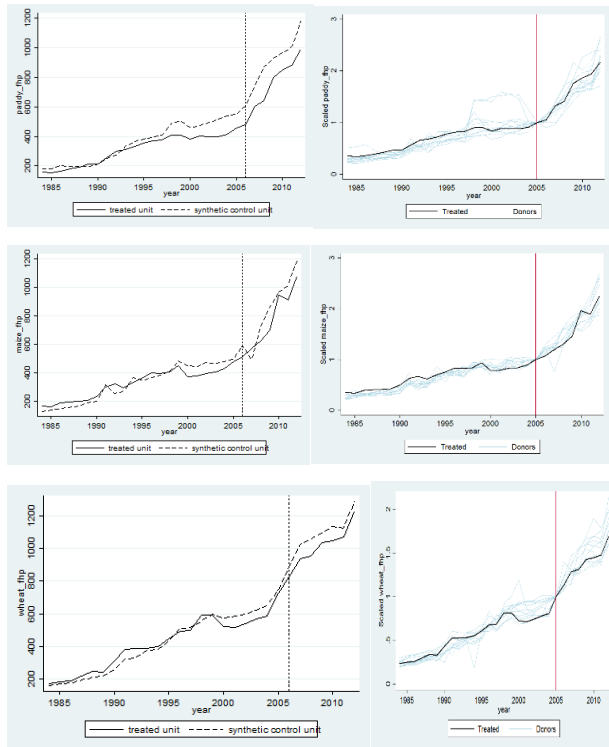 paddy_fhp
200 400 600 800 1000 1200
1985 1990 1995 2000 2005 2010
year
treated unit synthetic control unit
Scaled paddy_fhp
0 1 2 3
1985 1990 1995 2000 2005 2010
year
Treated Donors
maize_fhp
200 400 600 800 1000 1200
1985 1990 1995 2000 2005 2010
year
treated unit synthetic control unit
Scaled maize_fhp
0 1 2 3
1985 1990 1995 2000 2005 2010
year
Treated Donors
wheat_fhp
200 400 600 800 1000 1200
1985 1990 1995 2000 2005 2010
year
treated unit synthetic control unit
Scaled wheat_fhp
0 .5 1 1.5 2
1985 1990 1995 2000 2005 2010
year
Treated Donors